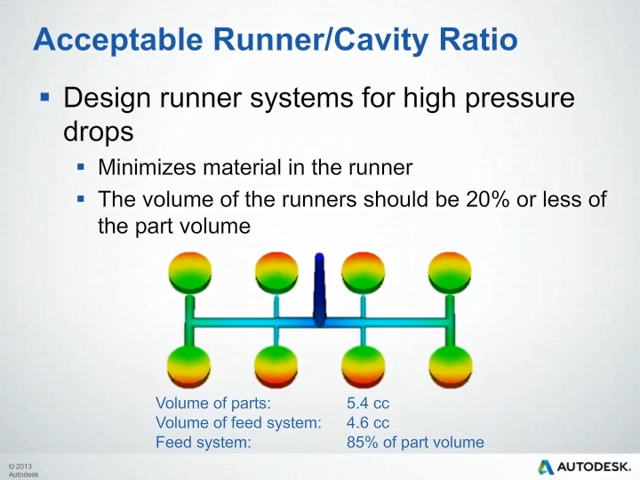 Acceptable Runner/Cavity Ratio
Design runner systems for high pressure
drops
Minimizes material in the runner
The volume of the runners should be 20% or less of
the part volume
Volume of parts: 5.4 cc
Volume of feed system: 4.6 cc
Feed system: 85% of part volume
© 2013
Autodesk
AUTODESK.